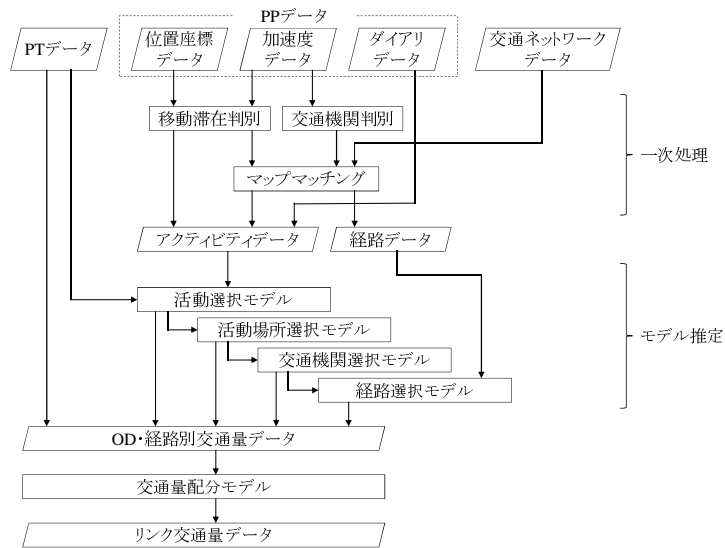 PPデータ
PTデータ
位置座標
データ
加速度
データ
ダイアリ
データ
交通ネットワーク
データ
移動滞在判別
交通機関判別
一次処理
マップマッチング
アクティビティデータ
経路データ
活動選択モデル
活動場所選択モデル
モデル推定
交通機関選択モデル
経路選択モデル
OD・経路別交通量データ
交通量配分モデル
リンク交通量データ